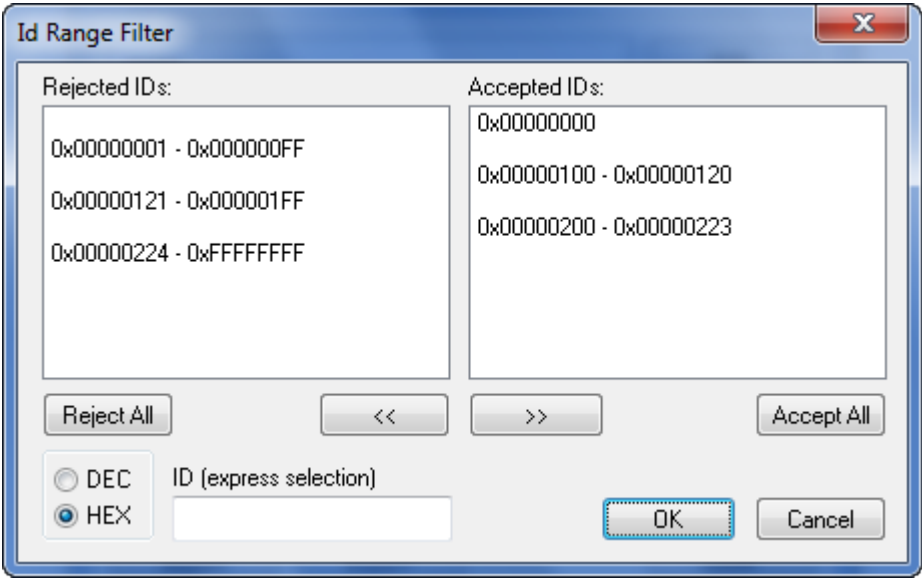 Id Range Filter
Rejected IDs:
0x00000001 - 0x000000FF
0x00000121 - 0x000001FF
0x00000224 - 0xFFFFFFFF
Accepted IDs:
0x00000000
0x00000100 - 0x00000120
0x00000200 - 0x00000223
Reject All
<<
>>
Accept All
DEC
HEX
ID (express selection)
OK
Cancel